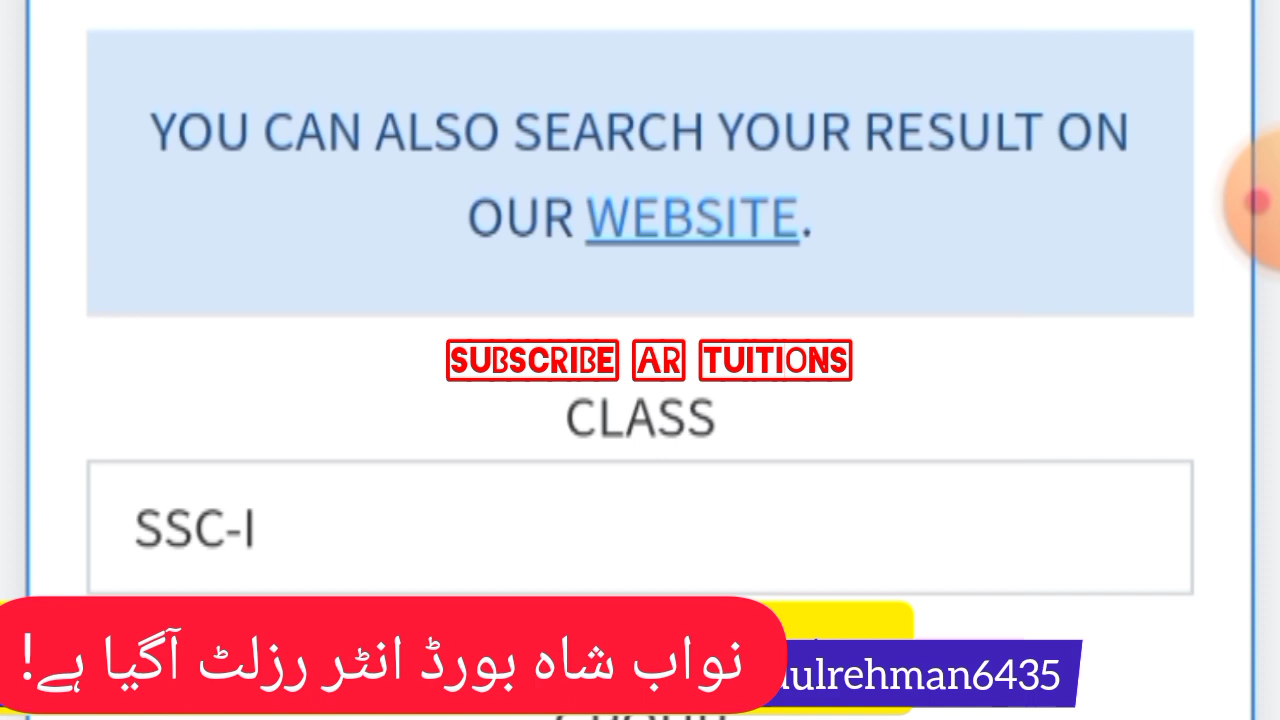 YOU CAN ALSO SEARCH YOUR RESULT ON
OUR WEBSITE.
SUBSCRIBE AR TUITIONS
CLASS
SSC-I
نواب شاہ بورڈ انٹر رزلٹ آگیا ہے!
ulrehman6435